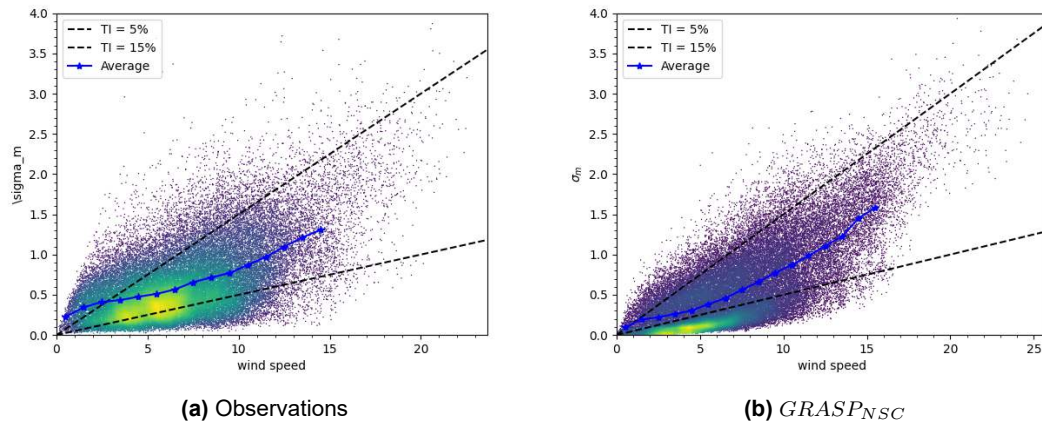 TI = 5%
TI = 15%
Average
4.0
3.5
3.0
2.5
2.0
1.5
1.0
0.5
0.0
\sigma_m
0 5 10 15 20
wind speed
(a) Observations
TI = 5%
TI = 15%
Average
4.0
3.5
3.0
2.5
2.0
1.5
1.0
0.5
0.0
σm
0 5 10 15 20 25
wind speed
(b) GRASP_NSC